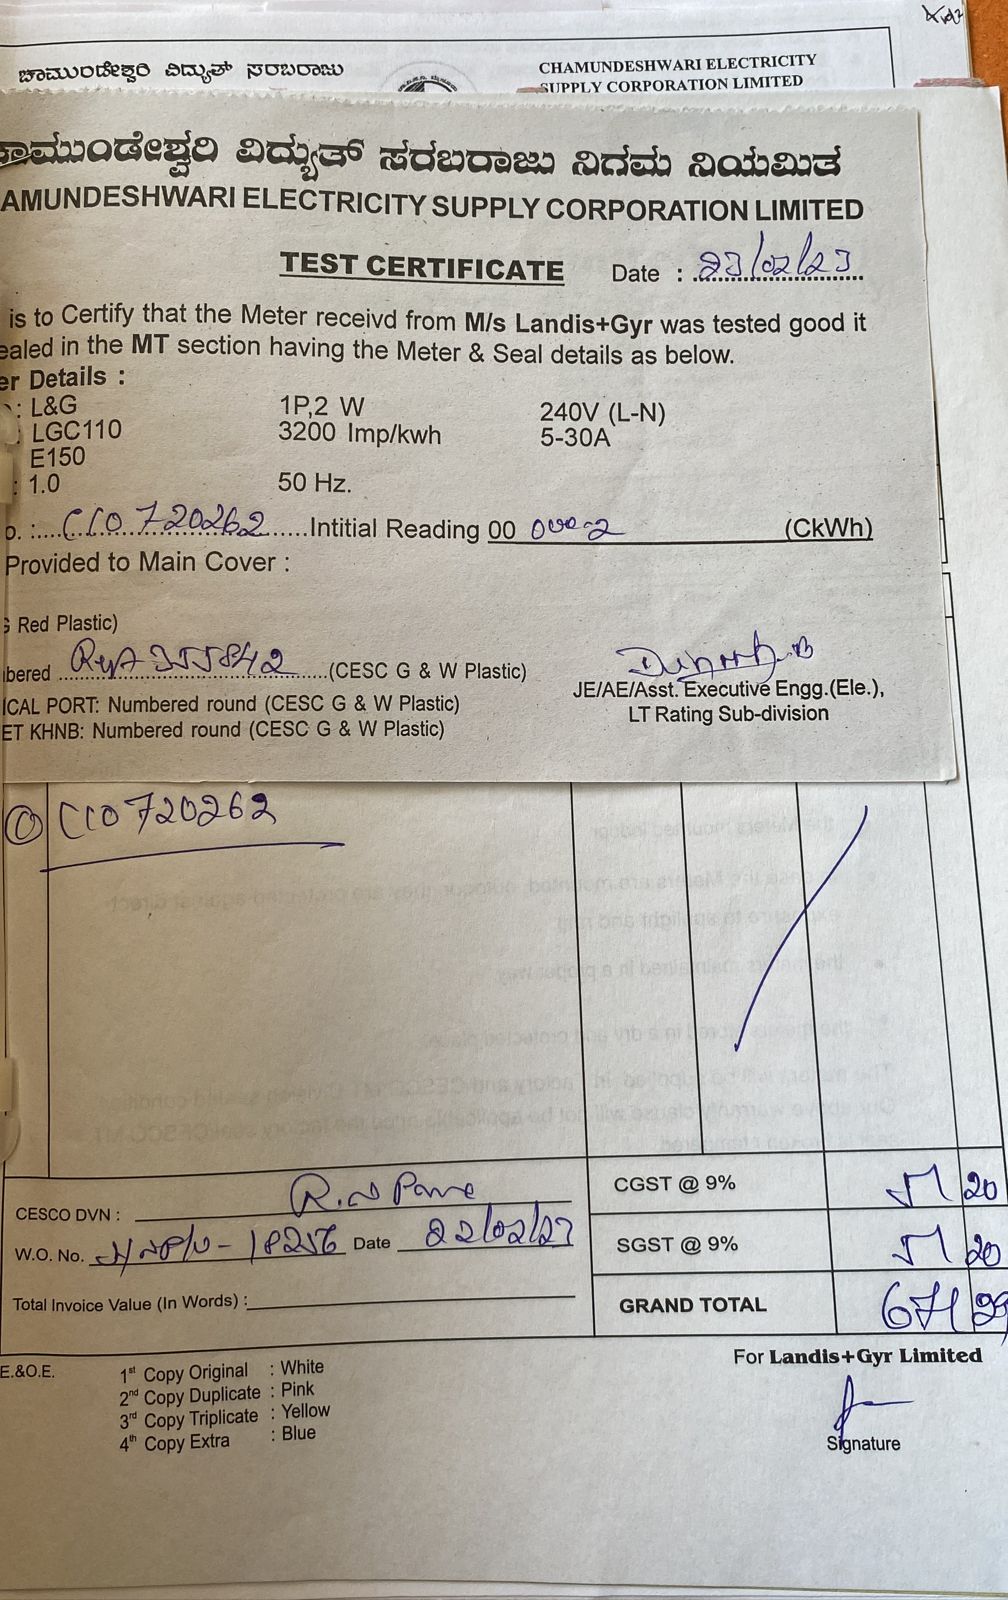 ಚಾಮುಂಡೇಶ್ವರಿ ವಿದ್ಯುತ್ ಸರಬರಾಜು
CHAMUNDESHWARI ELECTRICITY
SUPPLY CORPORATION LIMITED
ಚಾಮುಂಡೇಶ್ವರಿ ವಿದ್ಯುತ್ ಸರಬರಾಜು ನಿಗಮ ನಿಯಮಿತ
AMUNDESHWARI ELECTRICITY SUPPLY CORPORATION LIMITED
TEST CERTIFICATE Date : 23/02/23
is to Certify that the Meter receivd from M/s Landis+Gyr was tested good it
ealed in the MT section having the Meter & Seal details as below.
er Details :
: L&G 1P,2 W 240V (L-N)
: LGC110 3200 Imp/kwh 5-30A
E150
: 1.0 50 Hz.
o. : C10720262 Intitial Reading 00 (CkWh)
Provided to Main Cover :
G Red Plastic)
bered (CESC G & W Plastic)
ICAL PORT: Numbered round (CESC G & W Plastic)
ET KHNB: Numbered round (CESC G & W Plastic)
JE/AE/Asst. Executive Engg.(Ele.),
LT Rating Sub-division
C10720262
CESCO DVN :
W.O. No. Date 22/02/23
Total Invoice Value (In Words) :
CGST @ 9% 51 20
SGST @ 9% 51 20
GRAND TOTAL 671
E.&O.E.
1st Copy Original : White
2nd Copy Duplicate : Pink
3rd Copy Triplicate : Yellow
4th Copy Extra : Blue
For Landis+Gyr Limited
Signature